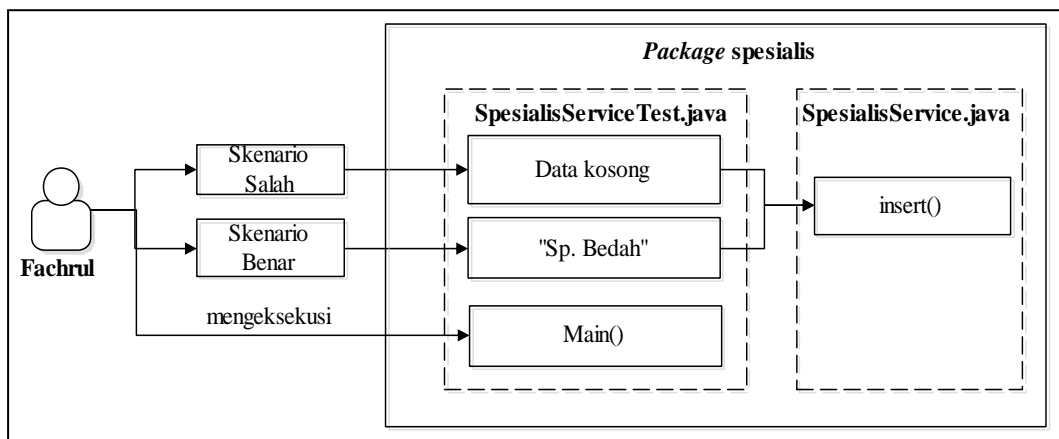 Package spesialis
SpesialisServiceTest.java
SpesialisService.java
Skenario
Salah
Data kosong
insert()
Skenario
Benar
"Sp. Bedah"
Fachrul
mengeksekusi
Main()